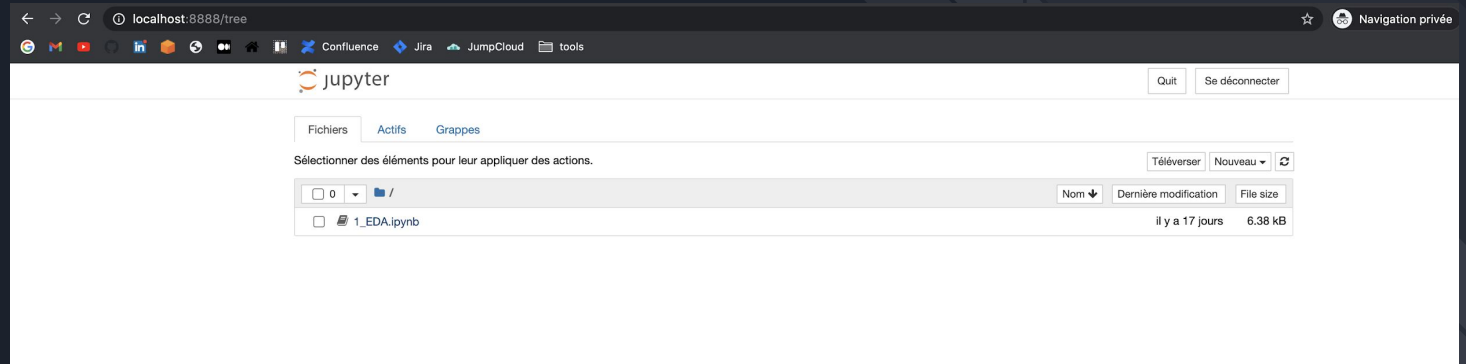 localhost:8888/tree
Navigation privée
Confluence Jira JumpCloud tools
jupyter
Quit Se déconnecter
Fichiers Actifs Grappes
Sélectionner des éléments pour leur appliquer des actions.
Téléverser Nouveau
0 / Nom Dernière modification File size
1_EDA.ipynb il y a 17 jours 6.38 kB